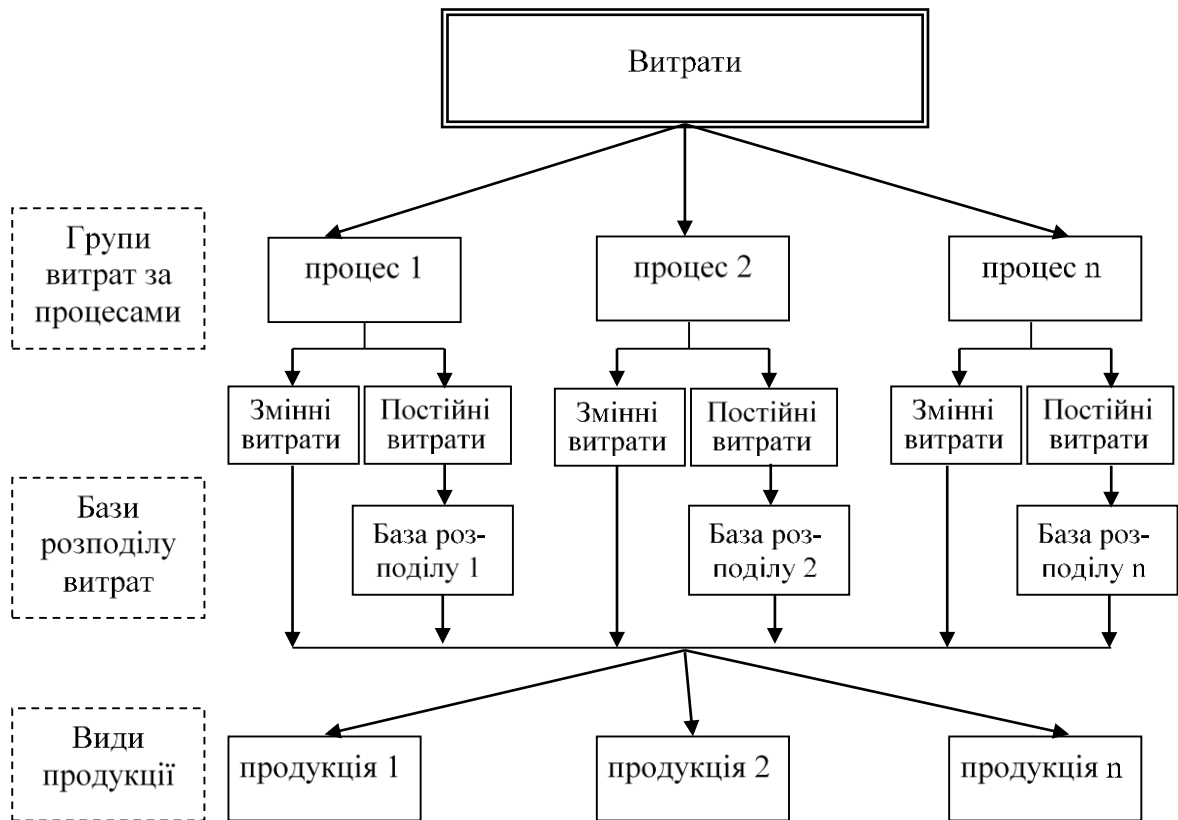 Витрати
Групи
витрат за
процесами
процес 1
процес 2
процес n
Змінні
витрати
Постійні
витрати
Змінні
витрати
Постійні
витрати
Змінні
витрати
Постійні
витрати
Бази
розподілу
витрат
База роз-
поділу 1
База роз-
поділу 2
База роз-
поділу n
Види
продукції
продукція 1
продукція 2
продукція n